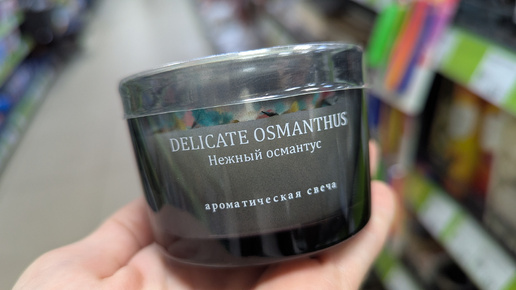 DELICATE OSMANTHUS
Нежный османтус
ароматическая свеча